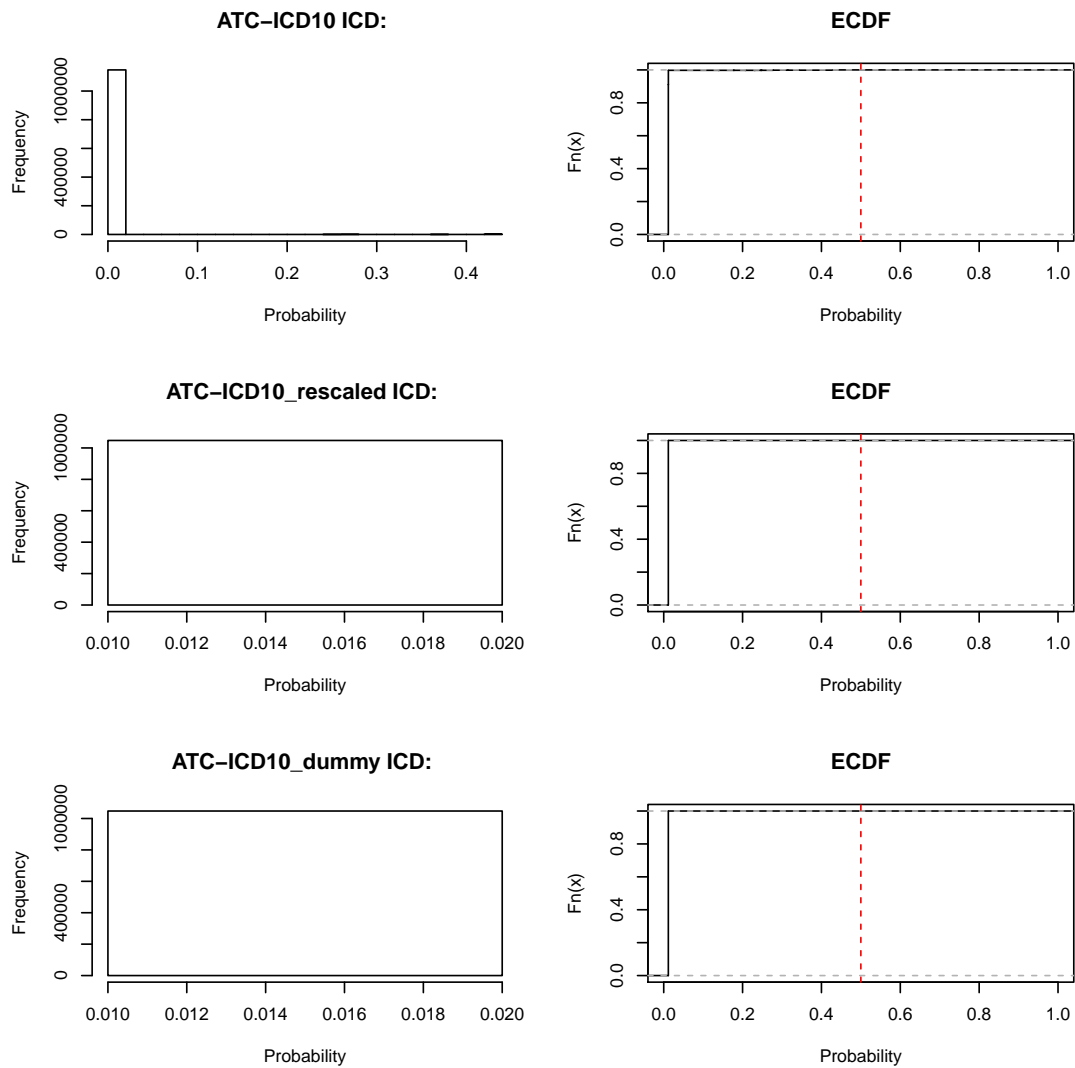 ATC−ICD10 ICD:
Frequency
0 400000 1000000
0.0 0.1 0.2 0.3 0.4
Probability
ECDF
Fn(x)
0.0 0.4 0.8
0.0 0.2 0.4 0.6 0.8 1.0
Probability
ATC−ICD10_rescaled ICD:
Frequency
0 400000 1000000
0.010 0.012 0.014 0.016 0.018 0.020
Probability
ECDF
Fn(x)
0.0 0.4 0.8
0.0 0.2 0.4 0.6 0.8 1.0
Probability
ATC−ICD10_dummy ICD:
Frequency
0 400000 1000000
0.010 0.012 0.014 0.016 0.018 0.020
Probability
ECDF
Fn(x)
0.0 0.4 0.8
0.0 0.2 0.4 0.6 0.8 1.0
Probability